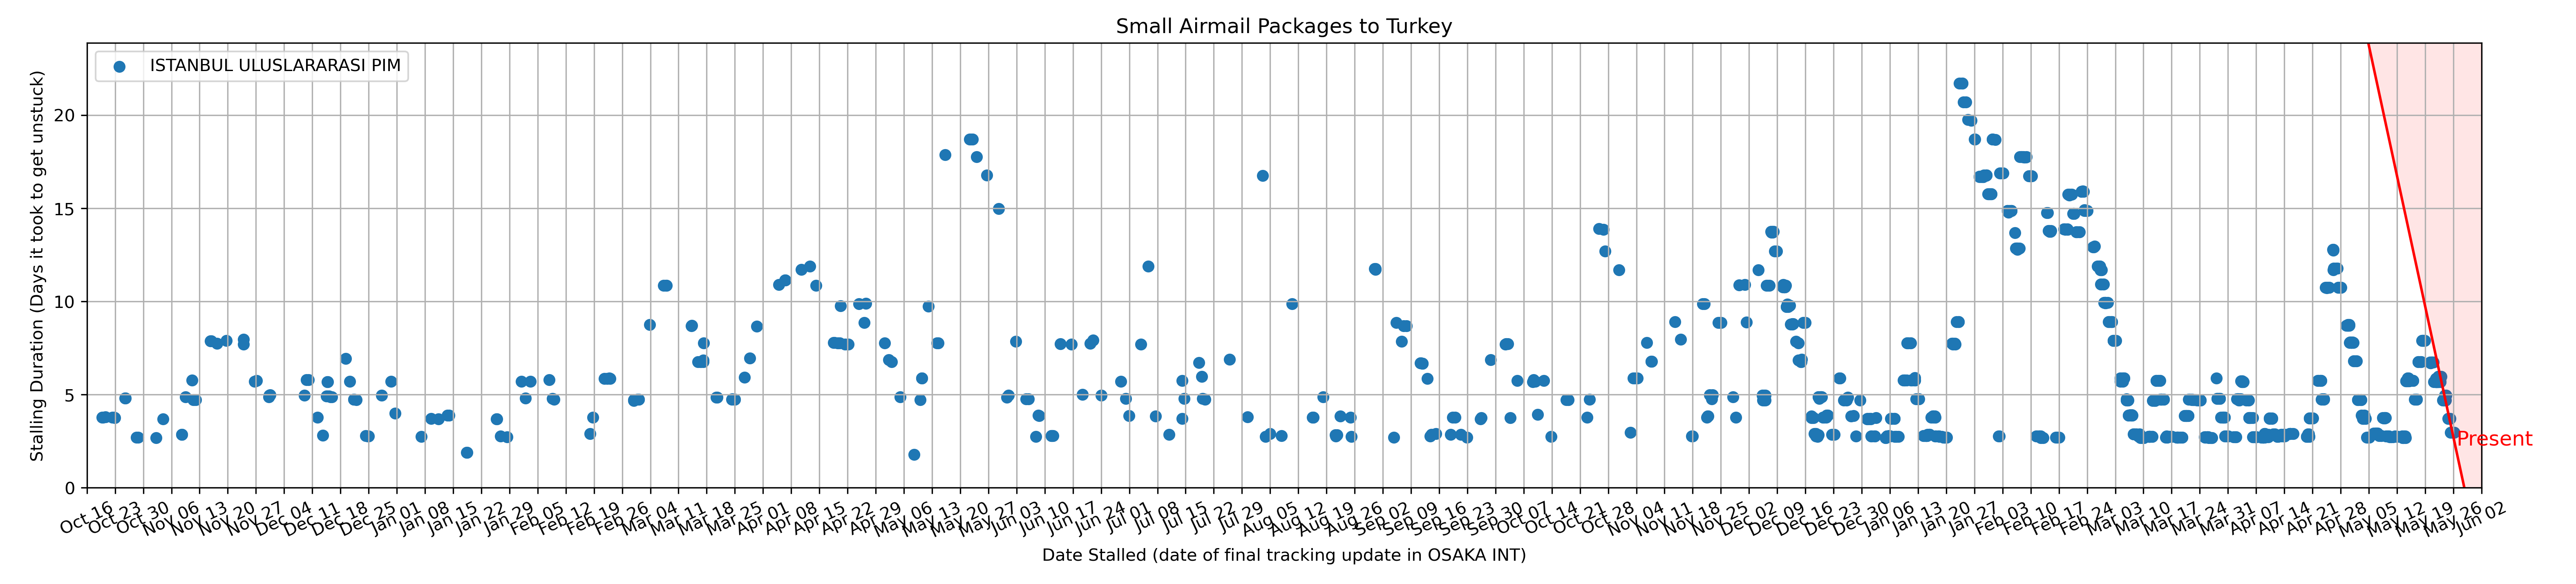 Small Airmail Packages to Turkey
ISTANBUL ULUSLARARASI PIM
Stalling Duration (Days it took to get unstuck)
20
15
10
5
0
Present
Oct 16
Oct 23
Oct 30
Nov 06
Nov 13
Nov 20
Nov 27
Dec 04
Dec 11
Dec 18
Dec 25
Jan 01
Jan 08
Jan 15
Jan 22
Jan 29
Feb 05
Feb 12
Feb 19
Feb 26
Mar 04
Mar 11
Mar 18
Mar 25
Apr 01
Apr 08
Apr 15
Apr 22
Apr 29
May 06
May 13
May 20
May 27
Jun 03
Jun 10
Jun 17
Jun 24
Jul 01
Jul 08
Jul 15
Jul 22
Jul 29
Aug 05
Aug 12
Aug 19
Aug 26
Sep 02
Sep 09
Sep 16
Sep 23
Sep 30
Oct 07
Oct 14
Oct 21
Oct 28
Nov 04
Nov 11
Nov 18
Nov 25
Dec 02
Dec 09
Dec 16
Dec 23
Dec 30
Jan 06
Jan 13
Jan 20
Jan 27
Feb 03
Feb 10
Feb 17
Feb 24
Mar 03
Mar 10
Mar 17
Mar 24
Mar 31
Apr 07
Apr 14
Apr 21
Apr 28
May 05
May 12
May 19
May 26
Jun 02
Date Stalled (date of final tracking update in OSAKA INT)